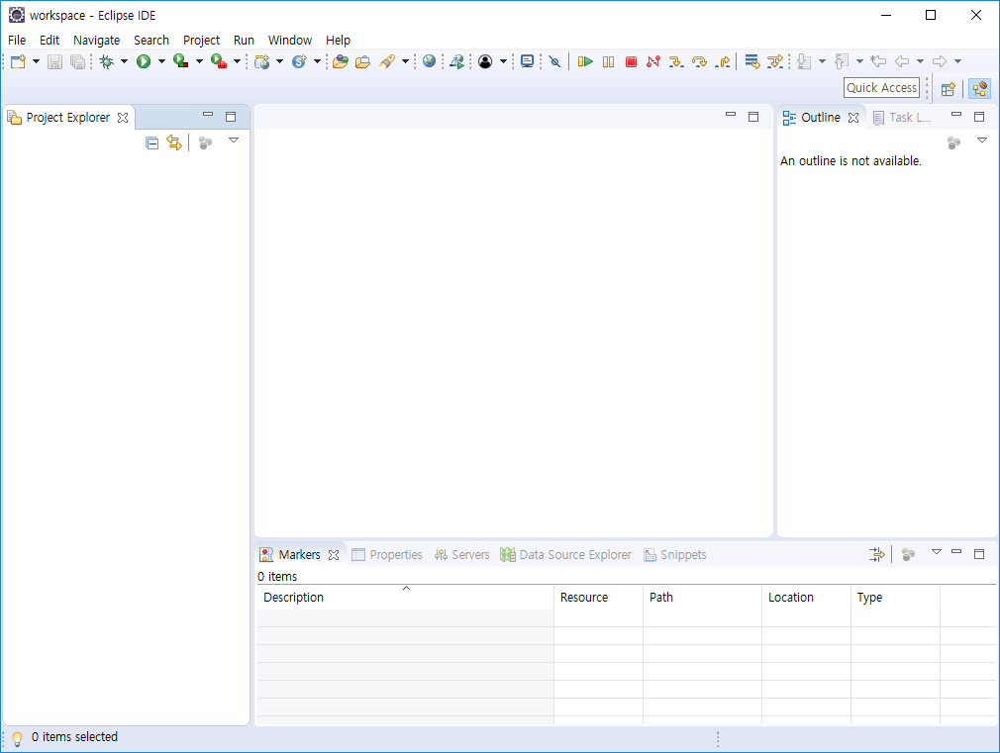 workspace - Eclipse IDE
File Edit Navigate Search Project Run Window Help
Quick Access
Project Explorer
Outline Task L...
An outline is not available.
Markers Properties Servers Data Source Explorer Snippets
0 items
Description Resource Path Location Type
0 items selected